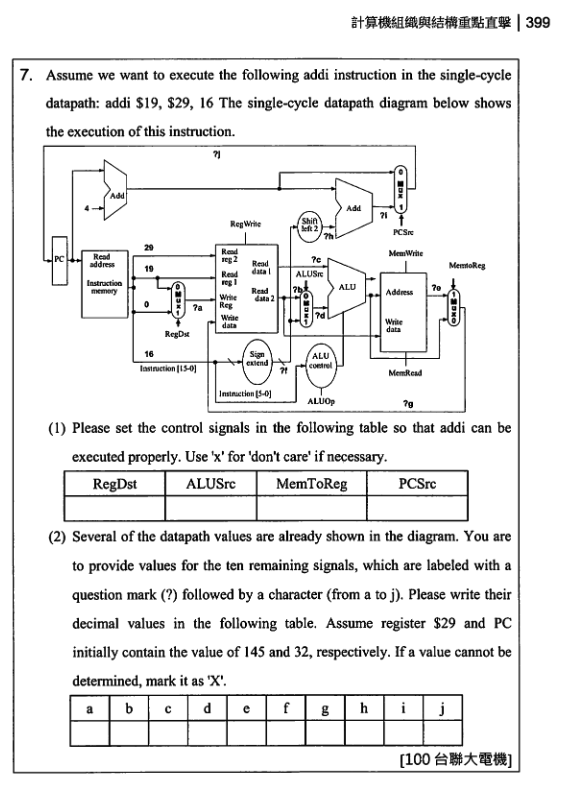 計算機組織與結構重點直擊 | 399
7. Assume we want to execute the following addi instruction in the single-cycle
datapath: addi $19, $29, 16 The single-cycle datapath diagram below shows
the execution of this instruction.
?j
Add
4
Add
0
M
u
x
1
?i
PCSrc
Shift
left 2
?h
RegWrite
PC
Read
address
Instruction
memory
29
19
0
0
M
u
x
1
?a
RegDst
Read
reg 2
Read
reg 1
Write
Reg
Write
data
Read
data 1
Read
data 2
?c
ALUSrc
?b
0
M
u
x
1
?d
ALU
MemWrite
Address
Write
data
MemRead
?e
MemtoReg
1
M
u
x
0
16
Instruction [15-0]
Sign
extend
?f
ALU
control
Instruction [5-0]
ALUOp
?g
(1) Please set the control signals in the following table so that addi can be
executed properly. Use 'x' for 'don't care' if necessary.
RegDst ALUSrc MemToReg PCSrc
(2) Several of the datapath values are already shown in the diagram. You are
to provide values for the ten remaining signals, which are labeled with a
question mark (?) followed by a character (from a to j). Please write their
decimal values in the following table. Assume register $29 and PC
initially contain the value of 145 and 32, respectively. If a value cannot be
determined, mark it as 'X'.
a b c d e f g h i j
[100 台聯大電機]